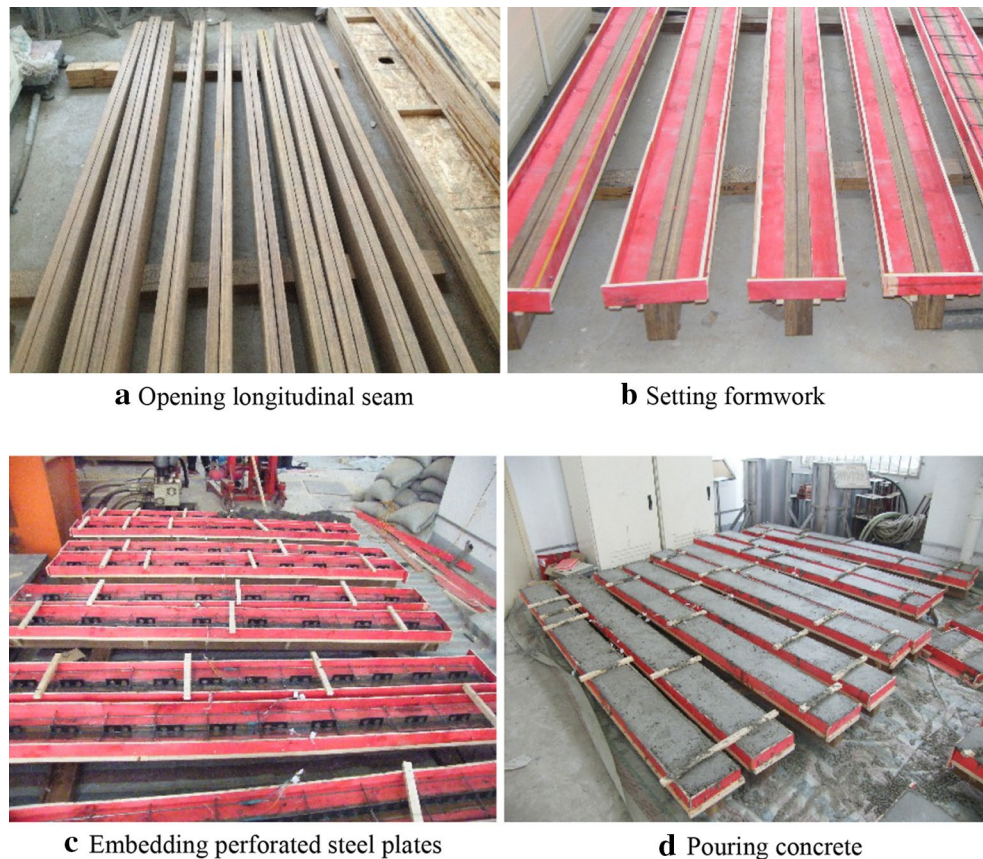 a Opening longitudinal seam
b Setting formwork
c Embedding perforated steel plates
d Pouring concrete